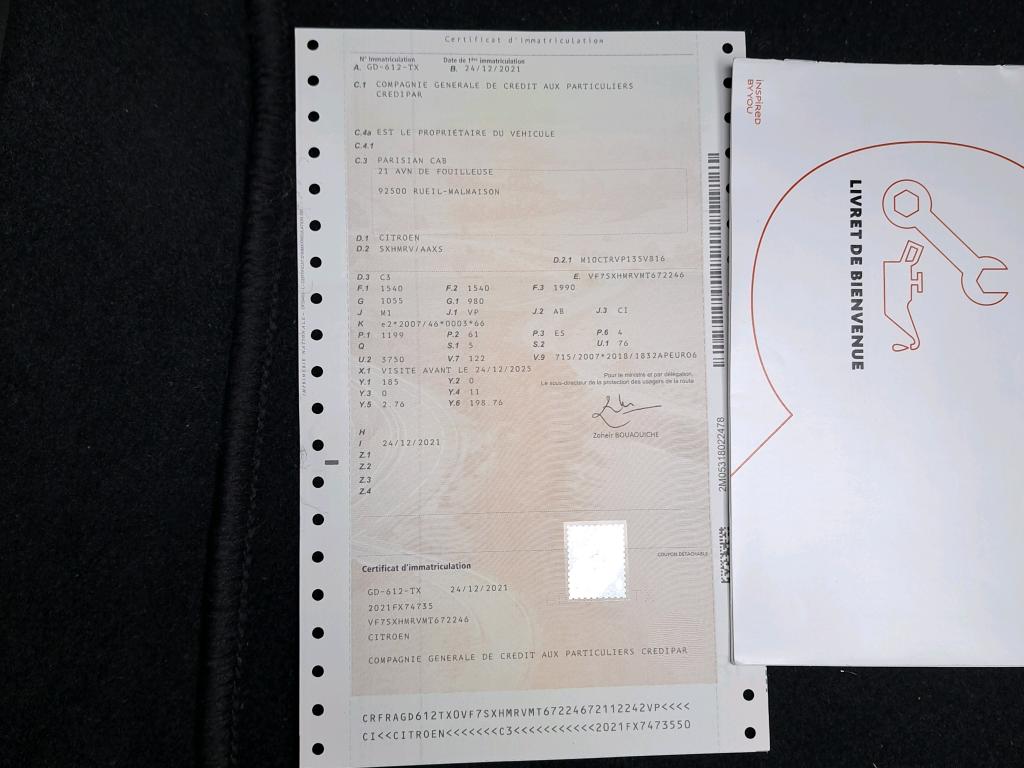 Certificat d'immatriculation
N° Immatriculation Date de 1ère immatriculation
A. GD-612-TX B. 24/12/2021
C.1 COMPAGNIE GENERALE DE CREDIT AUX PARTICULIERS
CREDIPAR
C.4a EST LE PROPRIETAIRE DU VEHICULE
C.4.1
C.3 PARISIAN CAB
21 AVN DE FOUILLEUSE
92500 RUEIL-MALMAISON
D.1 CITROEN
D.2 SXHMRV/AAXS
D.2.1 M10CTRVP135V816
D.3 C3 E. VF7SXHMRVMT672246
F.1 1540 F.2 1540 F.3 1990
G 1055 G.1 980
J M1 J.1 VP J.2 AB J.3 CI
K e2*2007/46*0003*66
P.1 1199 P.2 61 P.3 ES P.6 4
Q S.1 5 S.2 U.1 76
U.2 3750 V.7 122 V.9 715/2007*2018/1832APEURO6
X.1 VISITE AVANT LE 24/12/2025
Y.1 185 Y.2 0
Y.3 0 Y.4 11
Y.5 2.76 Y.6 198.76
Pour le ministre et par délégation,
Le sous-directeur de la protection des usagers de la route
Zoheir BOUAOUICHE
H
I 24/12/2021
Z.1
Z.2
Z.3
Z.4
2M05318022478
COUPON DÉTACHABLE
Certificat d'immatriculation
GD-612-TX 24/12/2021
2021FX74735
VF7SXHMRVMT672246
CITROEN
COMPAGNIE GENERALE DE CREDIT AUX PARTICULIERS CREDIPAR
CRFRAGD612TX0VF7SXHMRVMT67224672112242VP<<<<
CI<<CITROEN<<<<<<<C3<<<<<<<<<<<2021FX7473550
INSPIRED
BY YOU
LIVRET DE BIENVENUE